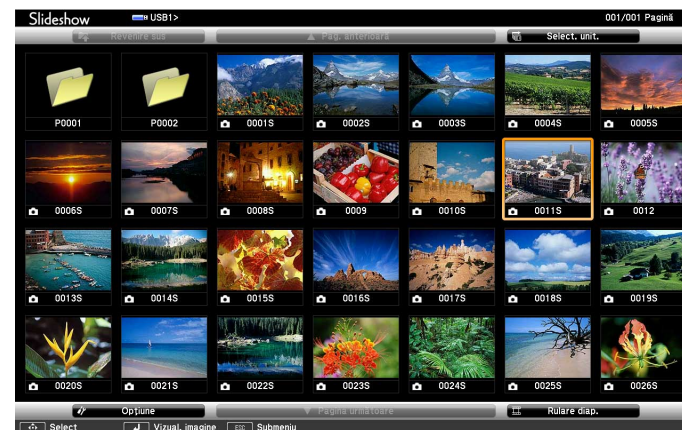 Slideshow USB1> 001/001 Pagină
Revenire sus Pag. anterioară Select. unit.
P0001 P0002 0001S 0002S 0003S 0004S 0005S
0006S 0007S 0008S 0009 0010S 0011S 0012
0013S 0014S 0015S 0016S 0017S 0018S 0019S
0020S 0021S 0022S 0023S 0024S 0025S 0026S
Opţiune Pagina următoare Rulare diap.
Select Vizual. imagine ESC Submeniu